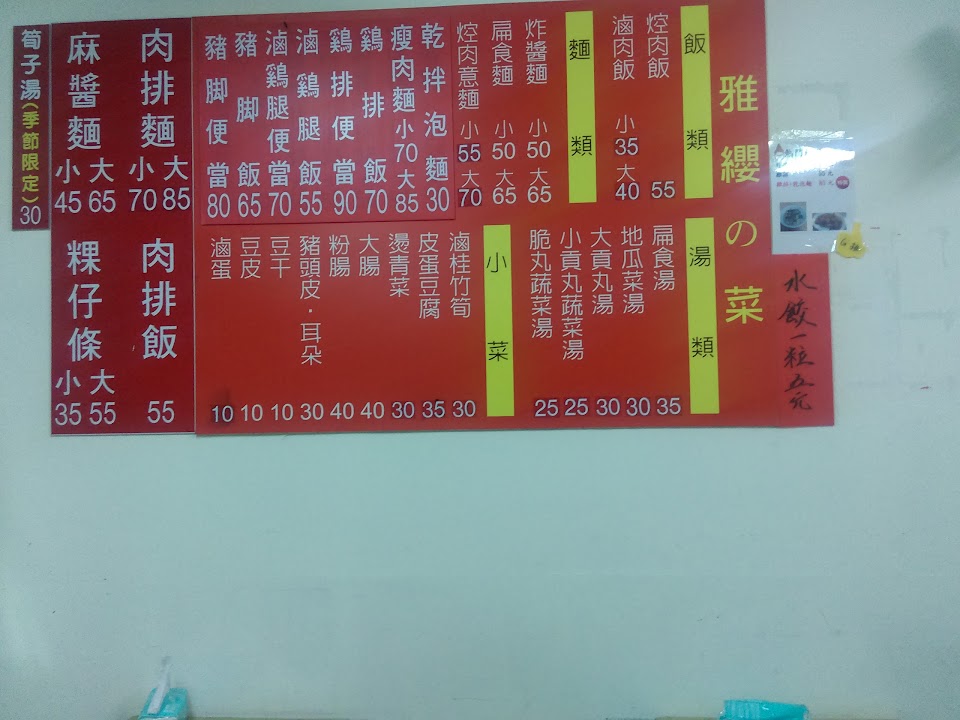 雅纓の菜
飯類
焢肉飯 55
滷肉飯 小35 大40
麵類
炸醬麵 小50 大65
扁食麵 小50 大65
焢肉意麵 小55 大70
乾拌泡麵 30
瘦肉麵 小70 大85
鷄排飯 70
鷄排便當 90
滷鷄腿飯 55
滷鷄腿便當 70
豬脚飯 65
豬脚便當 80
湯類
扁食湯 35
地瓜菜湯 30
大貢丸湯 30
小貢丸蔬菜湯 25
脆丸蔬菜湯 25
小菜
滷桂竹筍 30
皮蛋豆腐 35
燙青菜 30
大腸 40
粉腸 40
豬頭皮．耳朵 30
豆干 10
豆皮 10
滷蛋 10
肉排麵 小70 大85
麻醬麵 小45 大65
肉排飯 55
粿仔條 小35 大55
筍子湯(季節限定) 30
水餃一粒五元